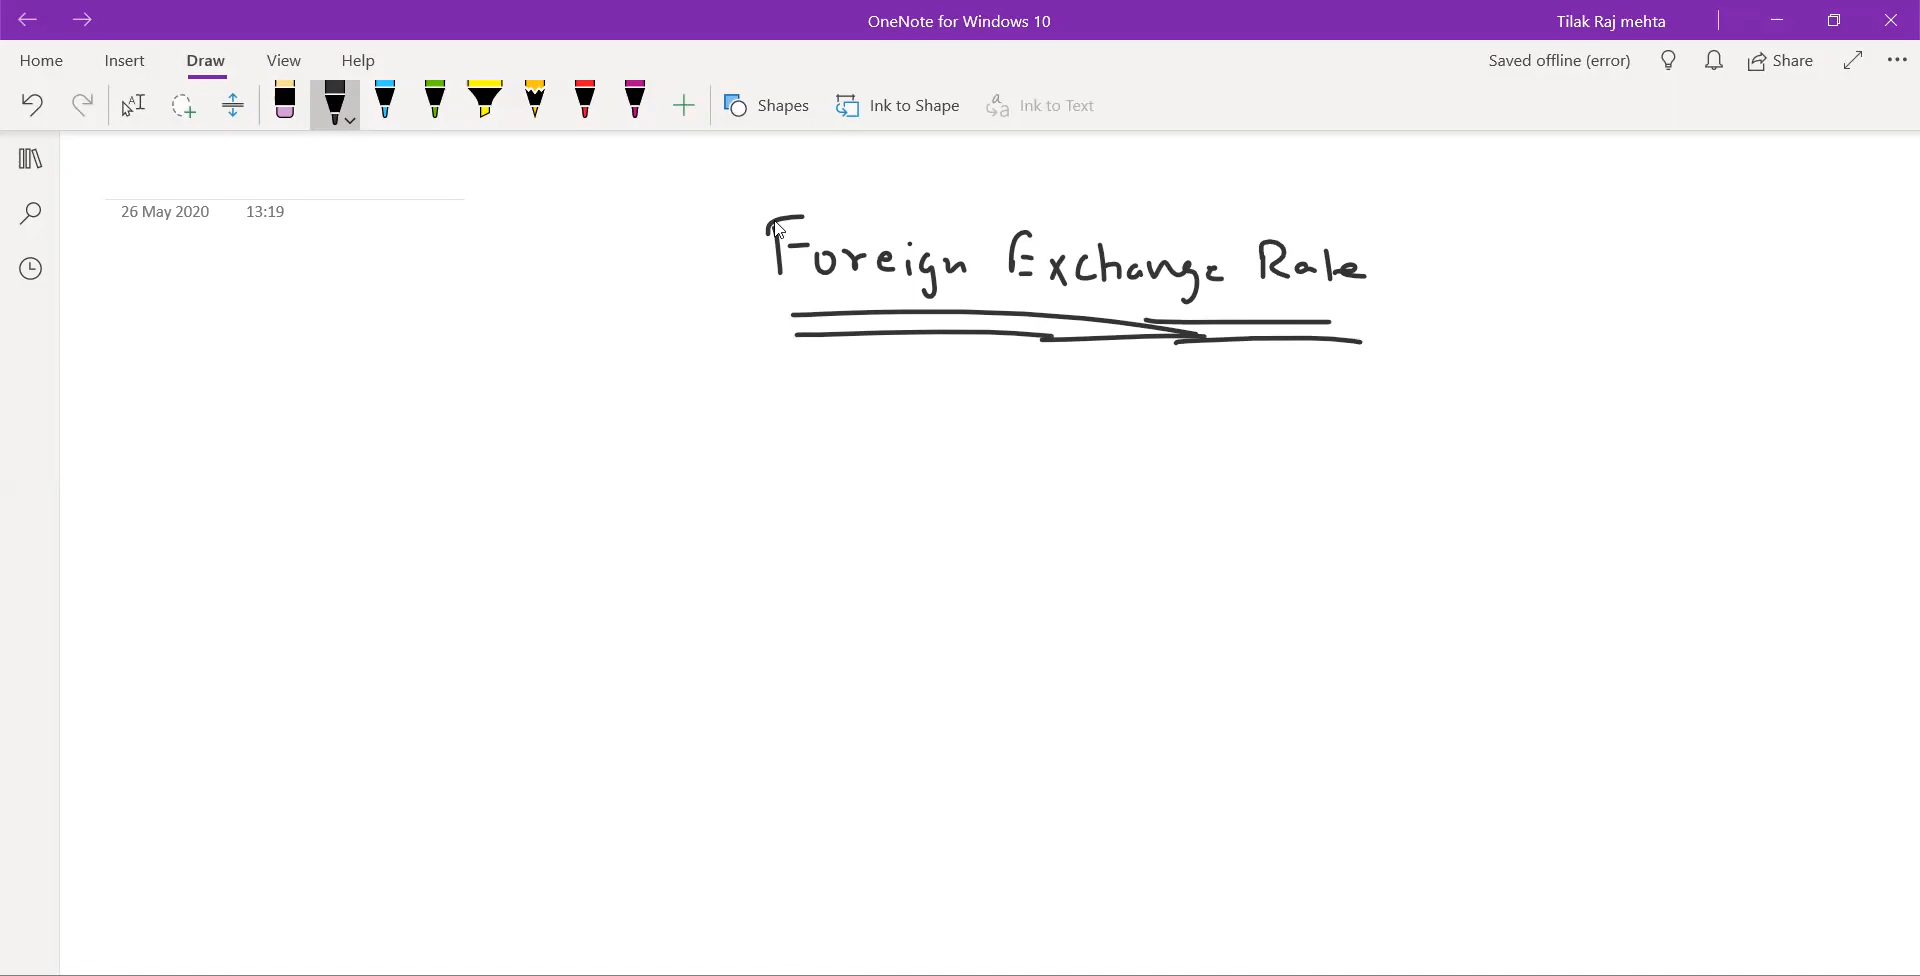 OneNote for Windows 10
Tilak Raj mehta
Home Insert Draw View Help
Saved offline (error) Share
Shapes Ink to Shape Ink to Text
26 May 2020 13:19
Foreign Exchange Rate